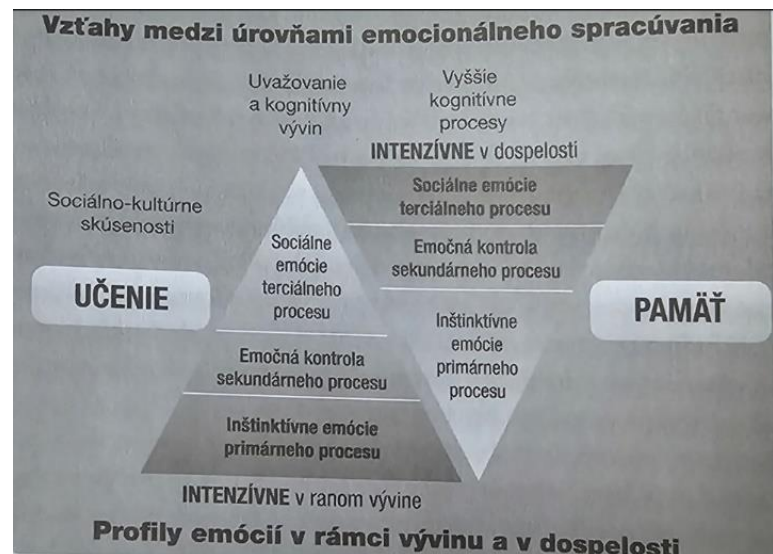 Vzťahy medzi úrovňami emocionálneho spracúvania
Uvažovanie
a kognitívny
vývin
Vyššie
kognitívne
procesy
INTENZÍVNE v dospelosti
Sociálno-kultúrne
skúsenosti
UČENIE
Sociálne
emócie
terciálneho
procesu
Emočná kontrola
sekundárneho procesu
Inštinktívne emócie
primárneho procesu
INTENZÍVNE v ranom vývine
Sociálne emócie
terciálneho procesu
Emočná kontrola
sekundárneho procesu
Inštinktívne
emócie
primárneho
procesu
PAMÄŤ
Profily emócií v rámci vývinu a v dospelosti